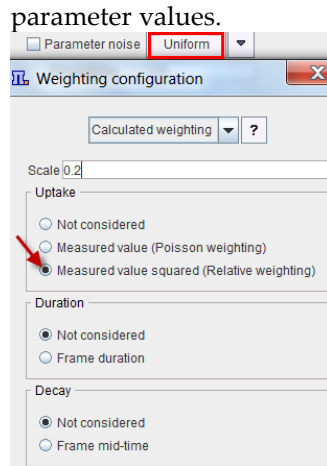 parameter values.
Parameter noise Uniform
Weighting configuration
Calculated weighting ?
Scale 0.2
Uptake
Not considered
Measured value (Poisson weighting)
Measured value squared (Relative weighting)
Duration
Not considered
Frame duration
Decay
Not considered
Frame mid-time